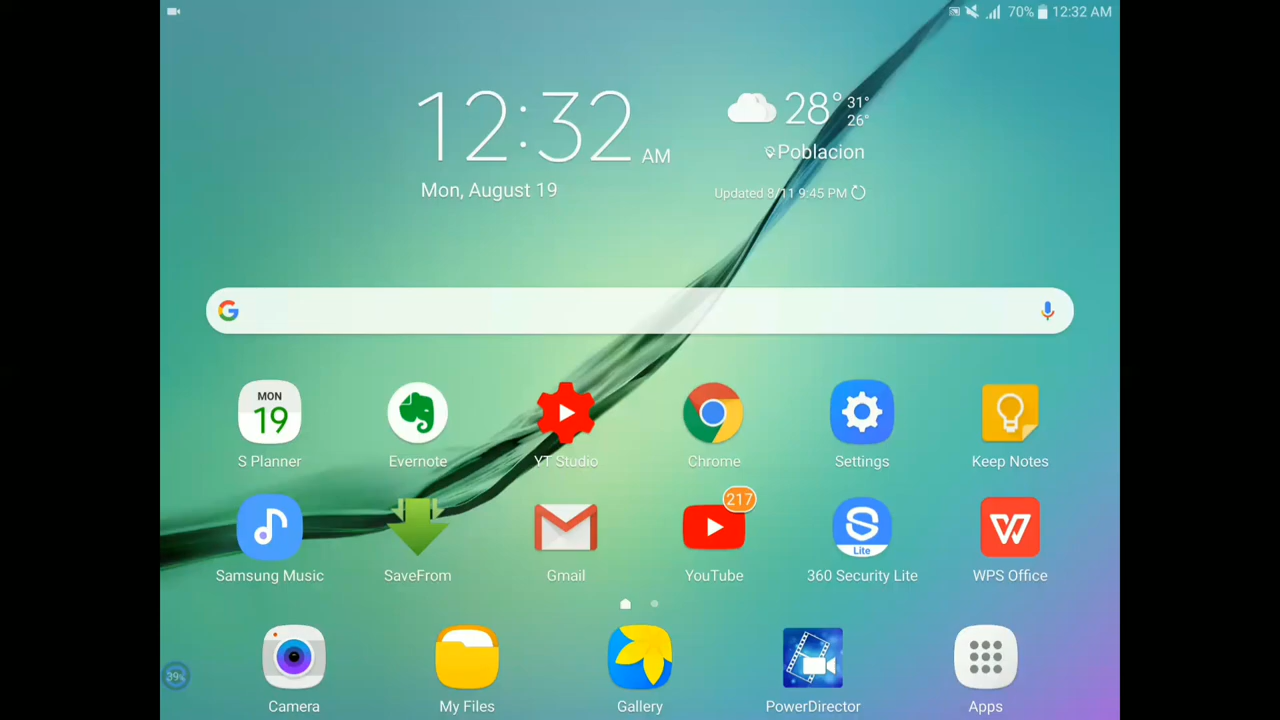 70% 12:32 AM
12:32 AM
Mon, August 19
28° 31° 26°
Poblacion
Updated 8/11 9:45 PM
MON
19
S Planner
Evernote
YT Studio
Chrome
Settings
Keep Notes
217
Lite
Samsung Music
SaveFrom
Gmail
YouTube
360 Security Lite
WPS Office
39%
Camera
My Files
Gallery
PowerDirector
Apps